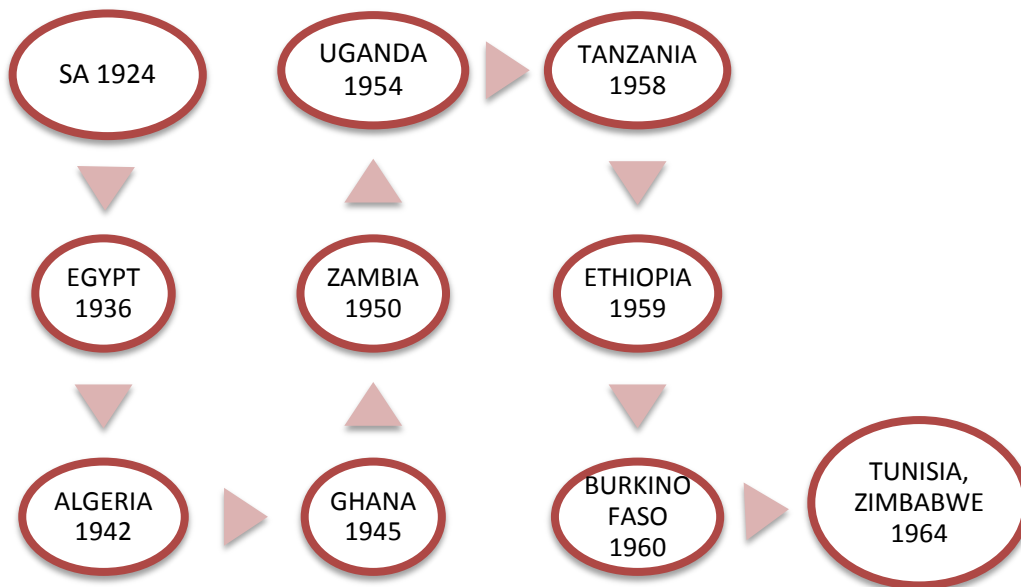 SA 1924
EGYPT
1936
ALGERIA
1942
GHANA
1945
ZAMBIA
1950
UGANDA
1954
TANZANIA
1958
ETHIOPIA
1959
BURKINO
FASO
1960
TUNISIA,
ZIMBABWE
1964